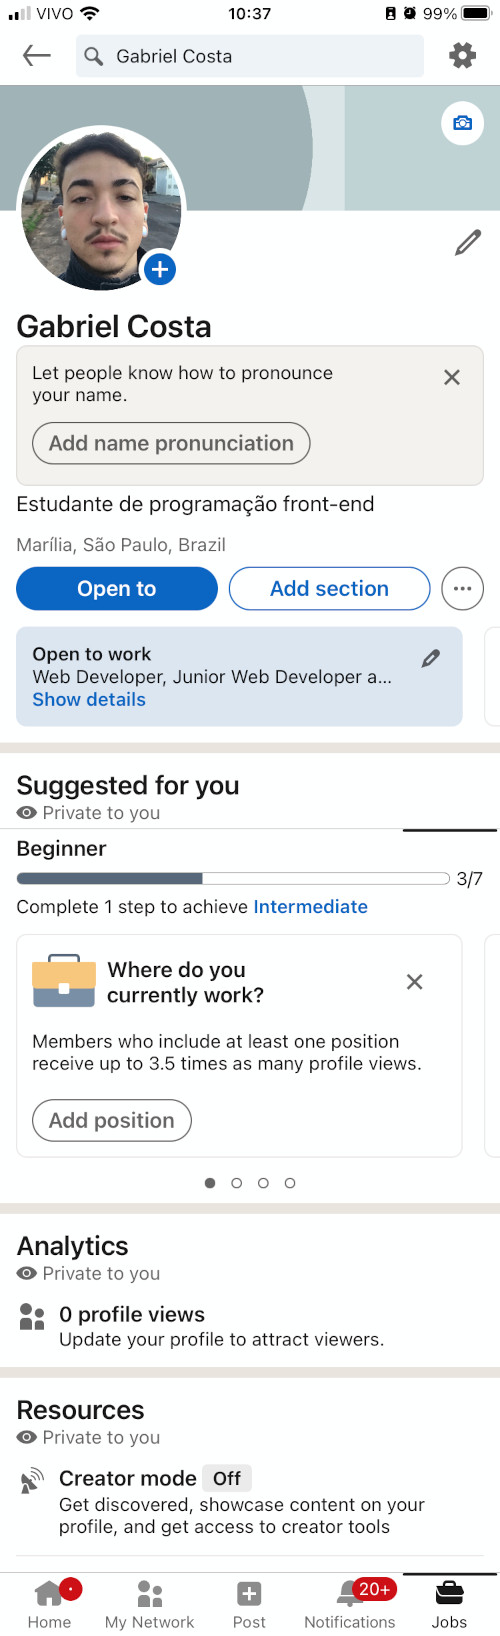 VIVO 10:37 99%
Gabriel Costa
Gabriel Costa
Let people know how to pronounce
your name.
Add name pronunciation
Estudante de programação front-end
Marília, São Paulo, Brazil
Open to Add section
Open to work
Web Developer, Junior Web Developer a...
Show details
Suggested for you
Private to you
Beginner
3/7
Complete 1 step to achieve Intermediate
Where do you
currently work?
Members who include at least one position
receive up to 3.5 times as many profile views.
Add position
Analytics
Private to you
0 profile views
Update your profile to attract viewers.
Resources
Private to you
Creator mode Off
Get discovered, showcase content on your
profile, and get access to creator tools
20+
Home My Network Post Notifications Jobs